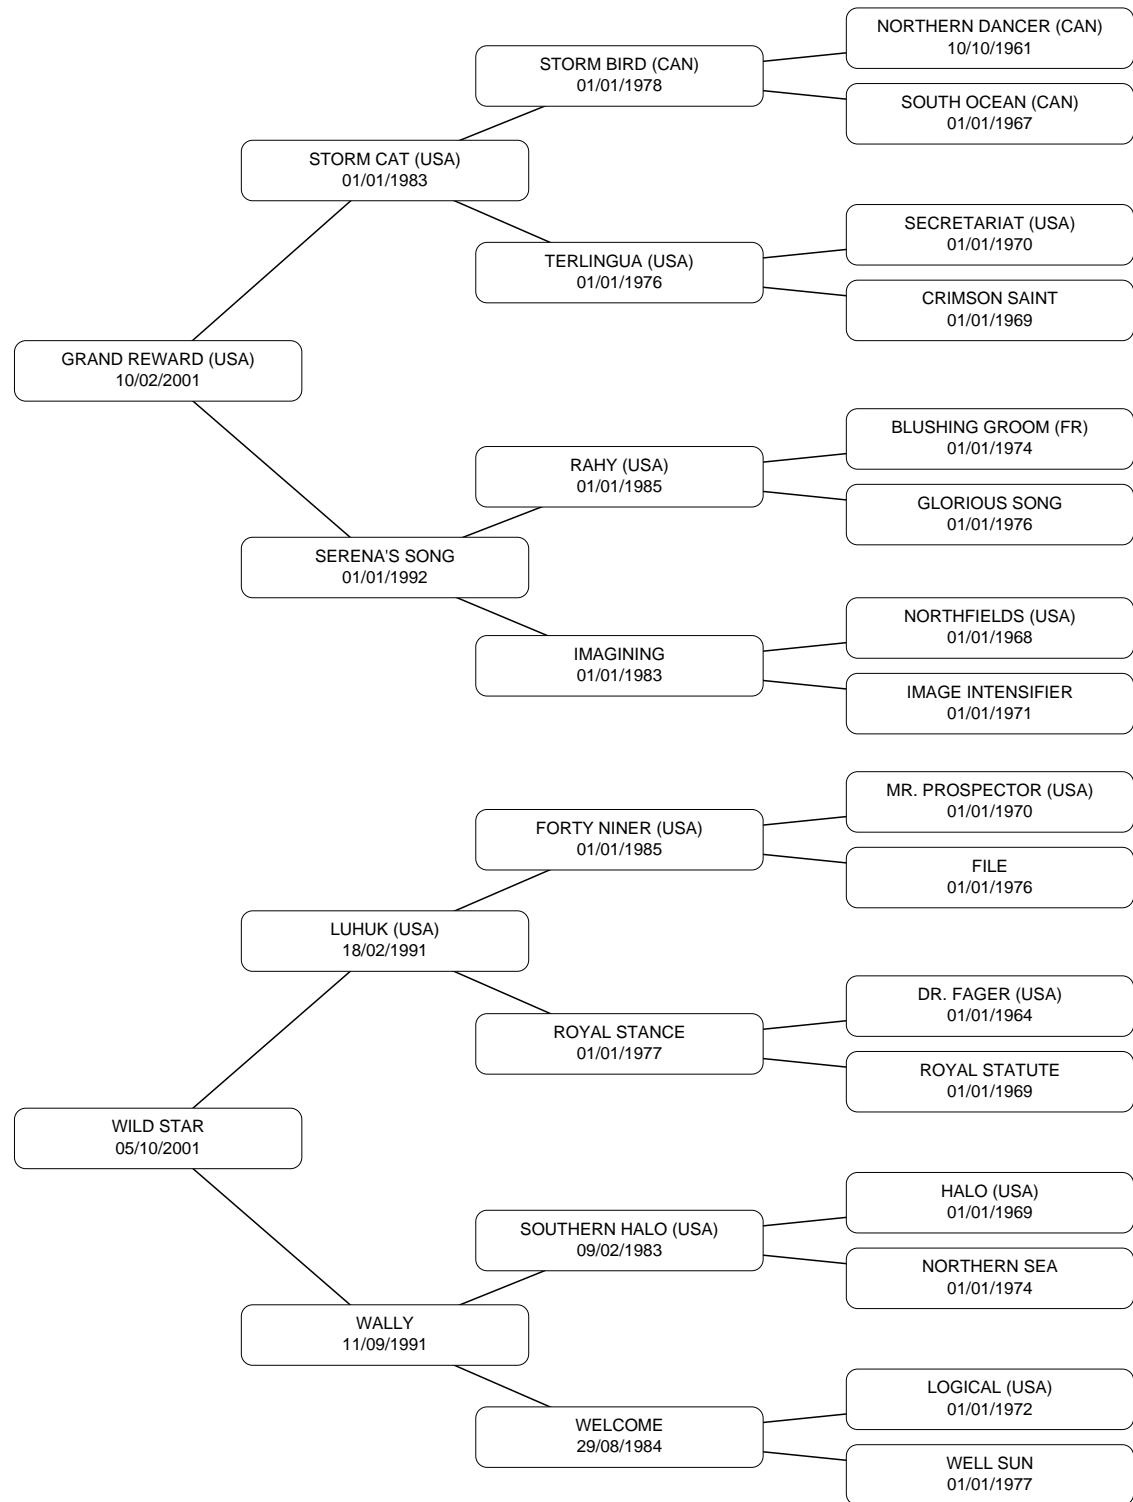 NORTHERN DANCER (CAN)
10/10/1961
STORM BIRD (CAN)
01/01/1978
SOUTH OCEAN (CAN)
01/01/1967
STORM CAT (USA)
01/01/1983
SECRETARIAT (USA)
01/01/1970
TERLINGUA (USA)
01/01/1976
CRIMSON SAINT
01/01/1969
GRAND REWARD (USA)
10/02/2001
BLUSHING GROOM (FR)
01/01/1974
RAHY (USA)
01/01/1985
GLORIOUS SONG
01/01/1976
SERENA'S SONG
01/01/1992
NORTHFIELDS (USA)
01/01/1968
IMAGINING
01/01/1983
IMAGE INTENSIFIER
01/01/1971
MR. PROSPECTOR (USA)
01/01/1970
FORTY NINER (USA)
01/01/1985
FILE
01/01/1976
LUHUK (USA)
18/02/1991
DR. FAGER (USA)
01/01/1964
ROYAL STANCE
01/01/1977
ROYAL STATUTE
01/01/1969
WILD STAR
05/10/2001
HALO (USA)
01/01/1969
SOUTHERN HALO (USA)
09/02/1983
NORTHERN SEA
01/01/1974
WALLY
11/09/1991
LOGICAL (USA)
01/01/1972
WELCOME
29/08/1984
WELL SUN
01/01/1977